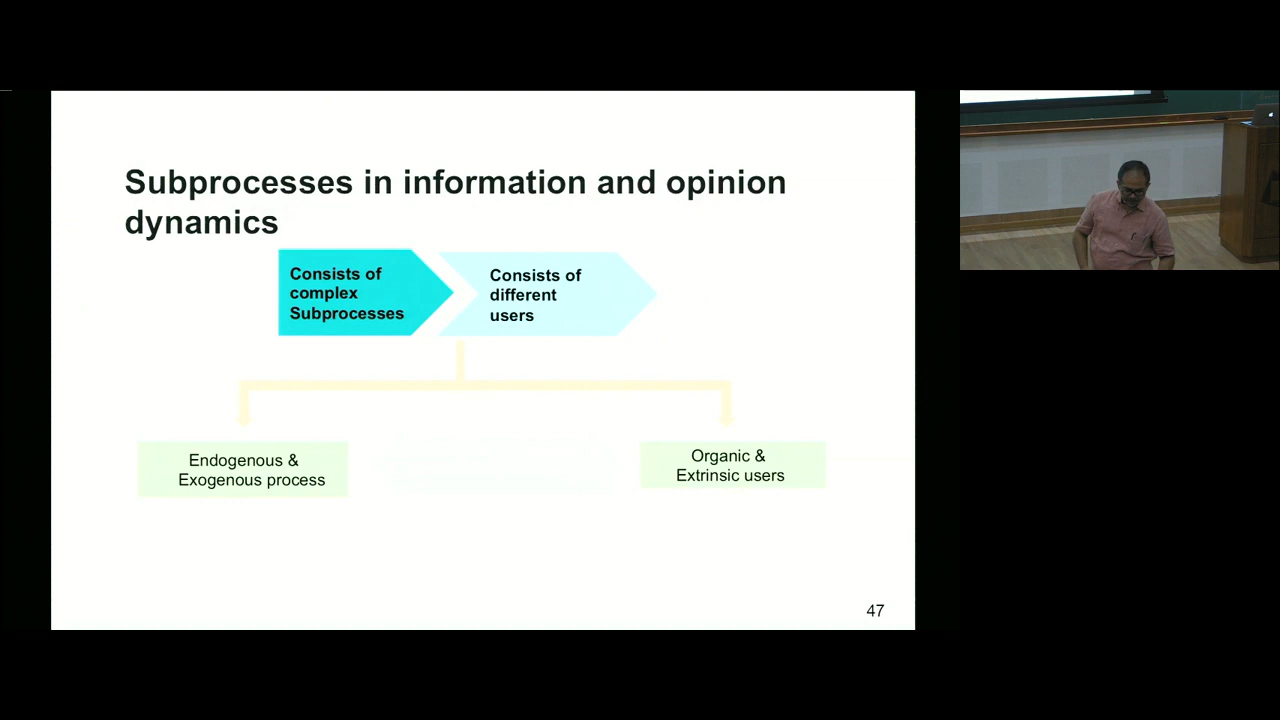 Subprocesses in information and opinion
dynamics
Consists of
complex
Subprocesses
Consists of
different
users
Endogenous &
Exogenous process
Organic &
Extrinsic users
47